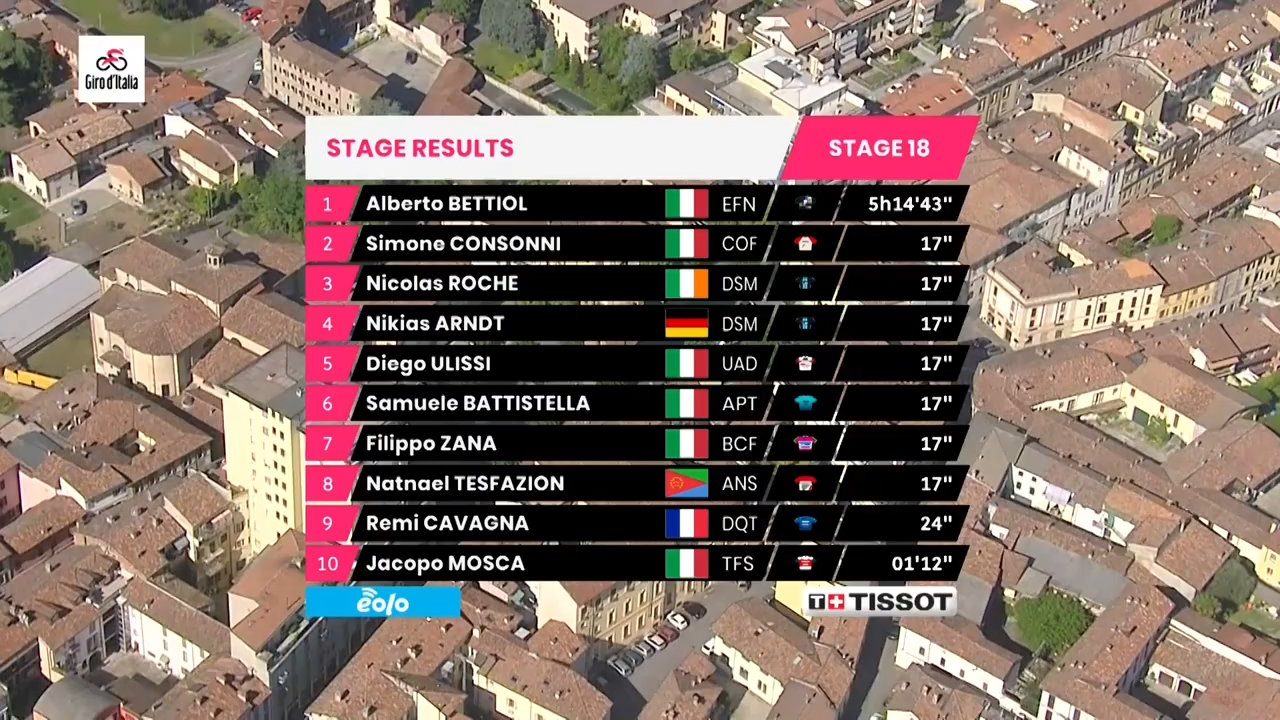 Giro d'Italia
STAGE RESULTS STAGE 18
1 Alberto BETTIOL EFN 5h14'43"
2 Simone CONSONNI COF 17"
3 Nicolas ROCHE DSM 17"
4 Nikias ARNDT DSM 17"
5 Diego ULISSI UAD 17"
6 Samuele BATTISTELLA APT 17"
7 Filippo ZANA BCF 17"
8 Natnael TESFAZION ANS 17"
9 Remi CAVAGNA DQT 24"
10 Jacopo MOSCA TFS 01'12"
eolo T+ TISSOT